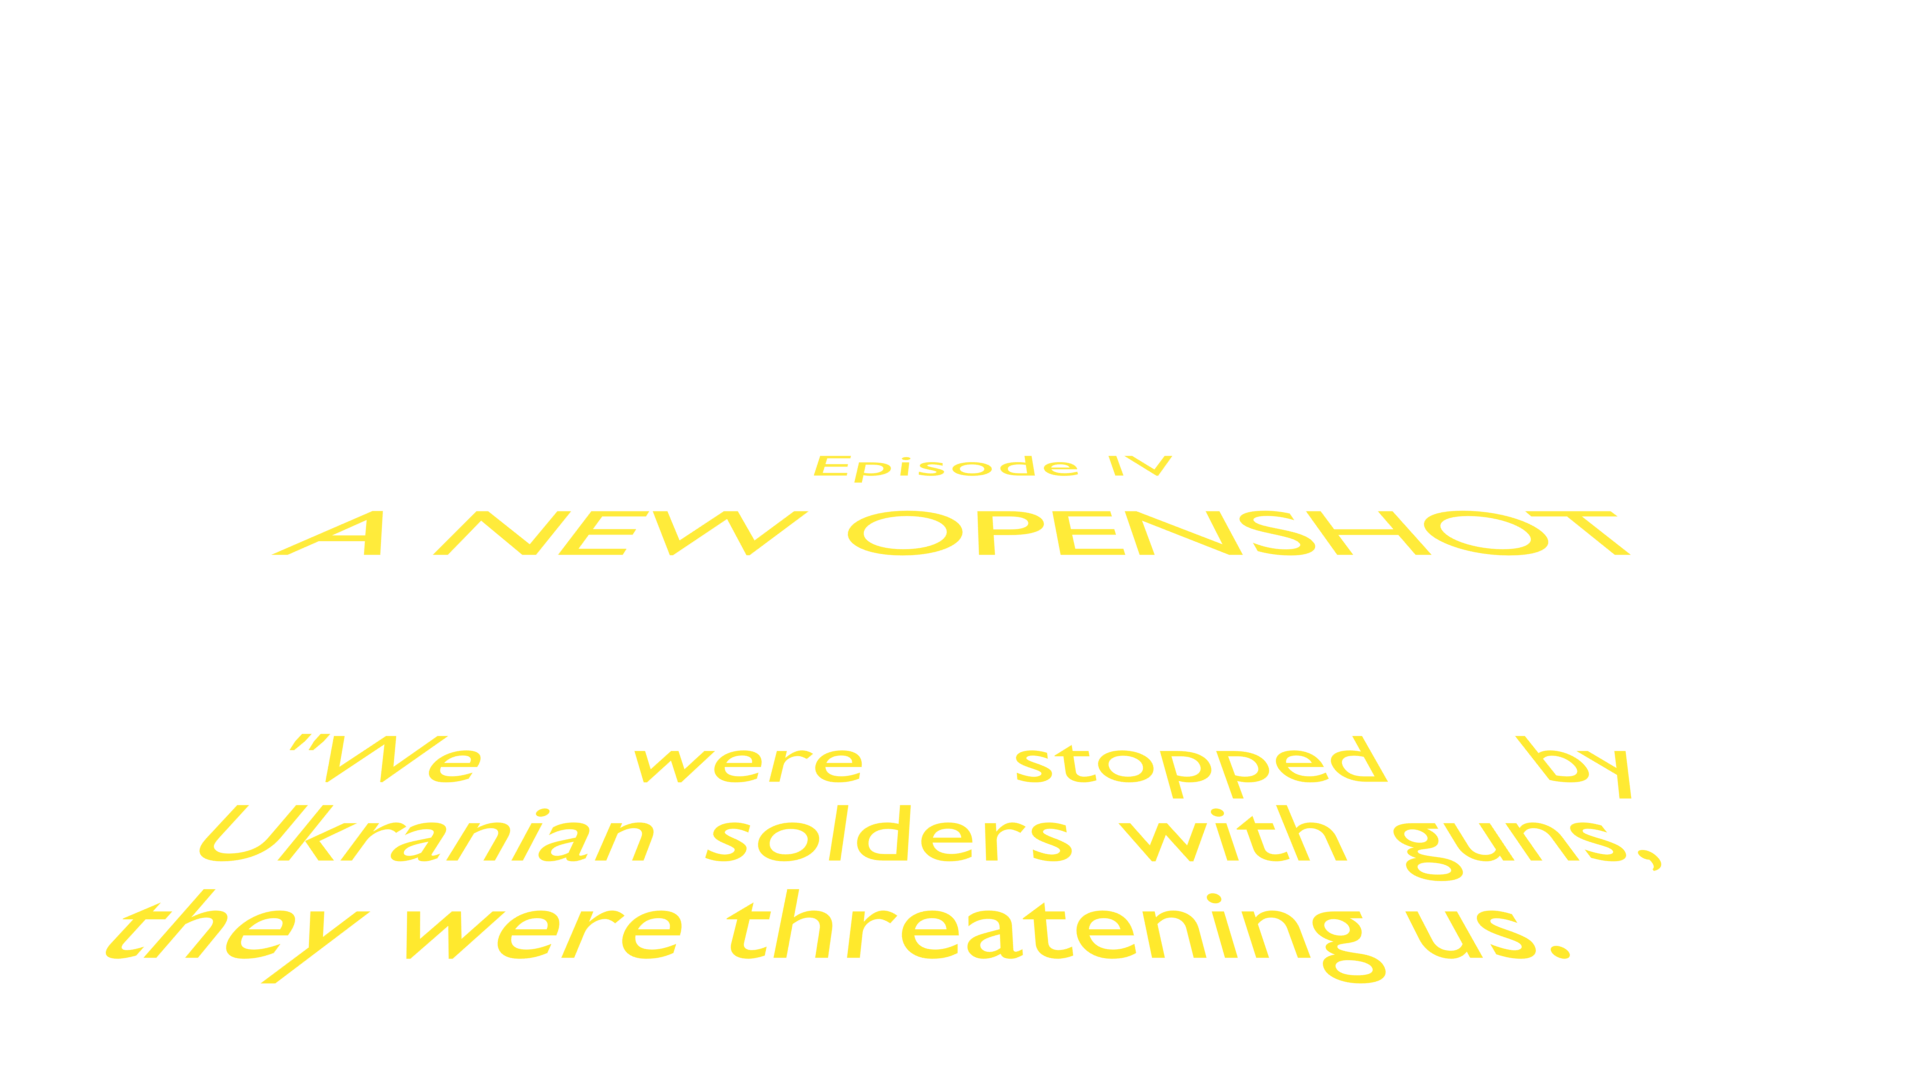 Episode IV
A NEW OPENSHOT
"We were stopped by
Ukranian solders with guns,
they were threatening us.